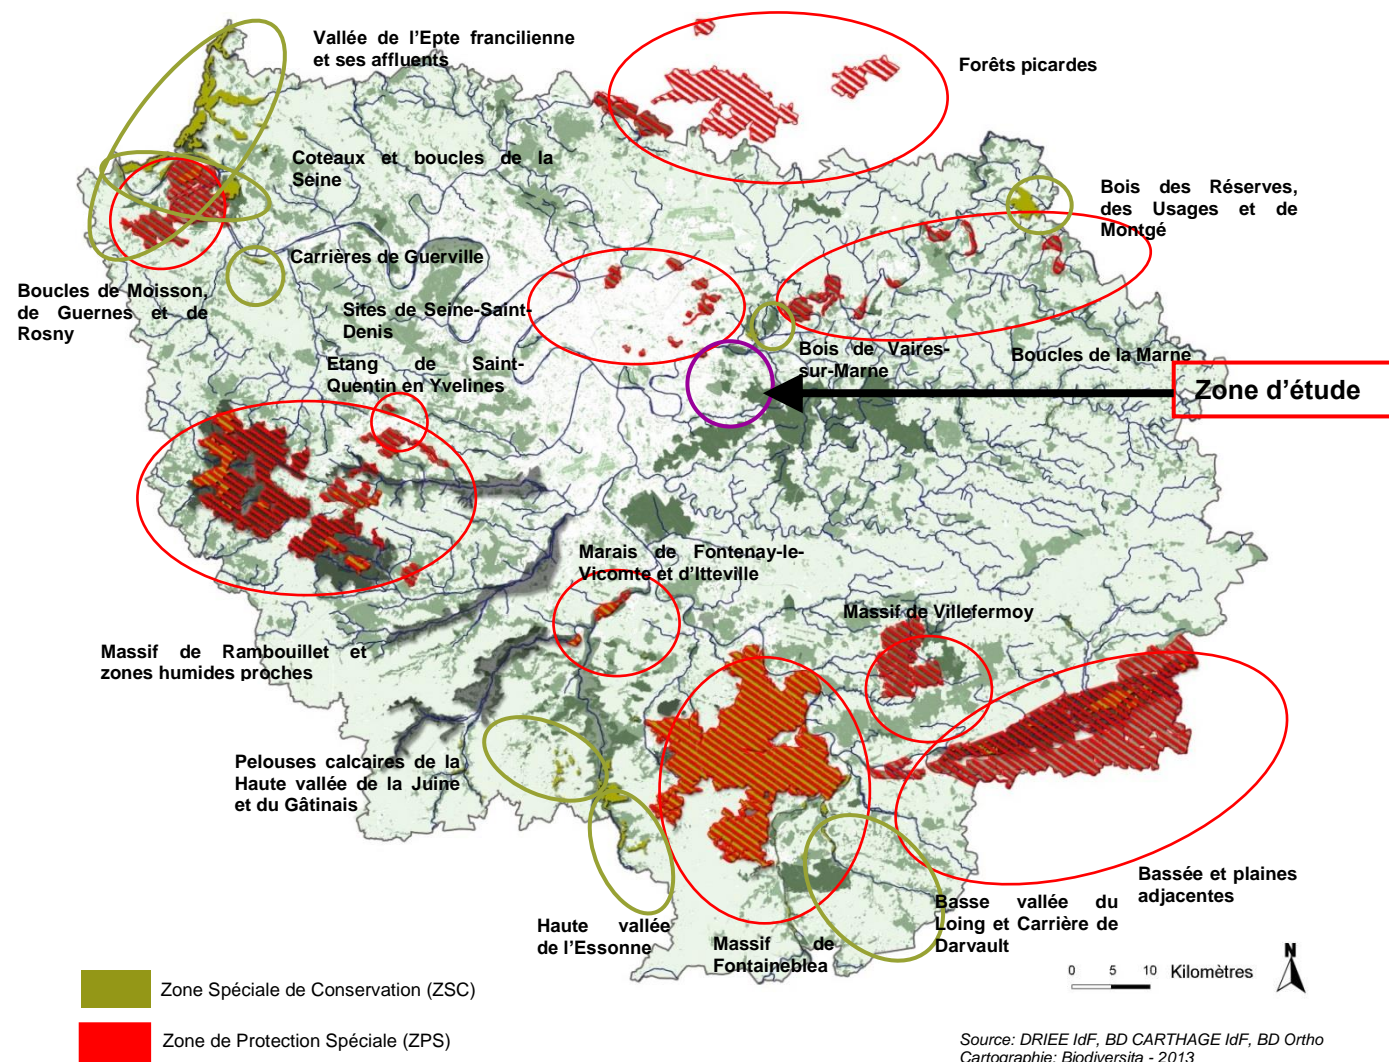 Vallée de l'Epte francilienne
et ses affluents
Forêts picardes
Coteaux et boucles de la
Seine
Bois des Réserves,
des Usages et de
Montgé
Carrières de Guerville
Boucles de Moisson,
de Guernes et de
Rosny
Sites de Seine-Saint-
Denis
Etang de Saint-
Quentin en Yvelines
Bois de Vaires-
sur-Marne
Boucles de la Marne
Zone d'étude
Marais de Fontenay-le-
Vicomte et d'Itteville
Massif de Villefermoy
Massif de Rambouillet et
zones humides proches
Pelouses calcaires de la
Haute vallée de la Juine
et du Gâtinais
Bassée et plaines
adjacentes
Basse vallée du
Loing et Carrière de
Darvault
Haute vallée
de l'Essonne
Massif de
Fontaineblea
N
0 5 10 Kilomètres
Zone Spéciale de Conservation (ZSC)
Zone de Protection Spéciale (ZPS)
Source: DRIEE IdF, BD CARTHAGE IdF, BD Ortho
Cartographie: Biodiversita - 2013